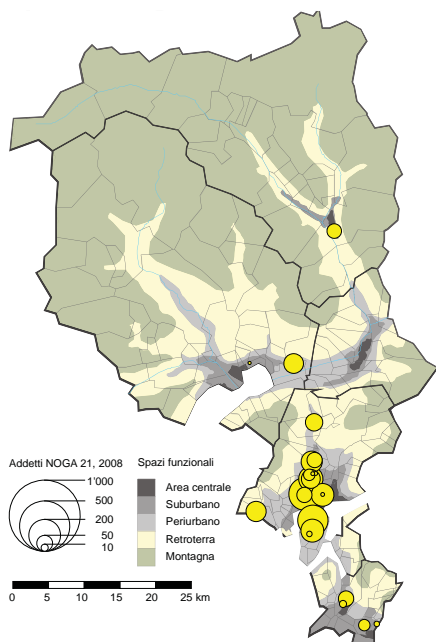 Addetti NOGA 21, 2008
1'000
500
200
50
10
Spazi funzionali
Area centrale
Suburbano
Periurbano
Retroterra
Montagna
0 5 10 15 20 25 km